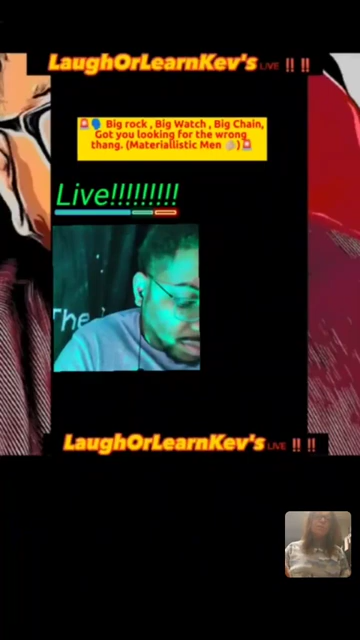 LaughOrLearnKev's LIVE ‼️‼️
🚨🗣️ Big rock , Big Watch , Big Chain,
Got you looking for the wrong
thang. (Materiallistic Men 🪨)🚨
Live!!!!!!!!!
The
LaughOrLearnKev's LIVE ‼️‼️